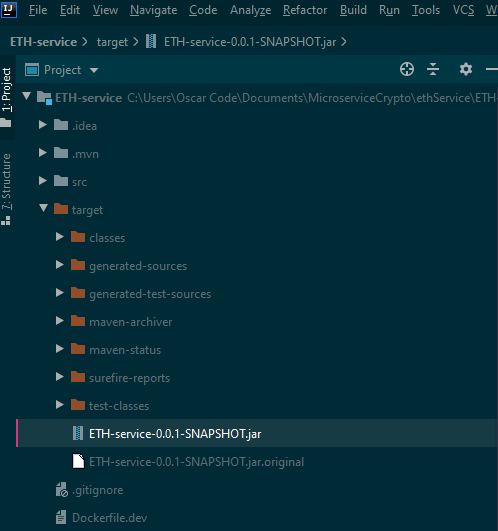 IJ File Edit View Navigate Code Analyze Refactor Build Run Tools VCS W
ETH-service target ETH-service-0.0.1-SNAPSHOT.jar
1: Project
Project
ETH-service C:\Users\Oscar Code\Documents\MicroserviceCrypto\ethService\ETH-
.idea
.mvn
src
7: Structure
target
classes
generated-sources
generated-test-sources
maven-archiver
maven-status
surefire-reports
test-classes
ETH-service-0.0.1-SNAPSHOT.jar
ETH-service-0.0.1-SNAPSHOT.jar.original
.gitignore
Dockerfile.dev